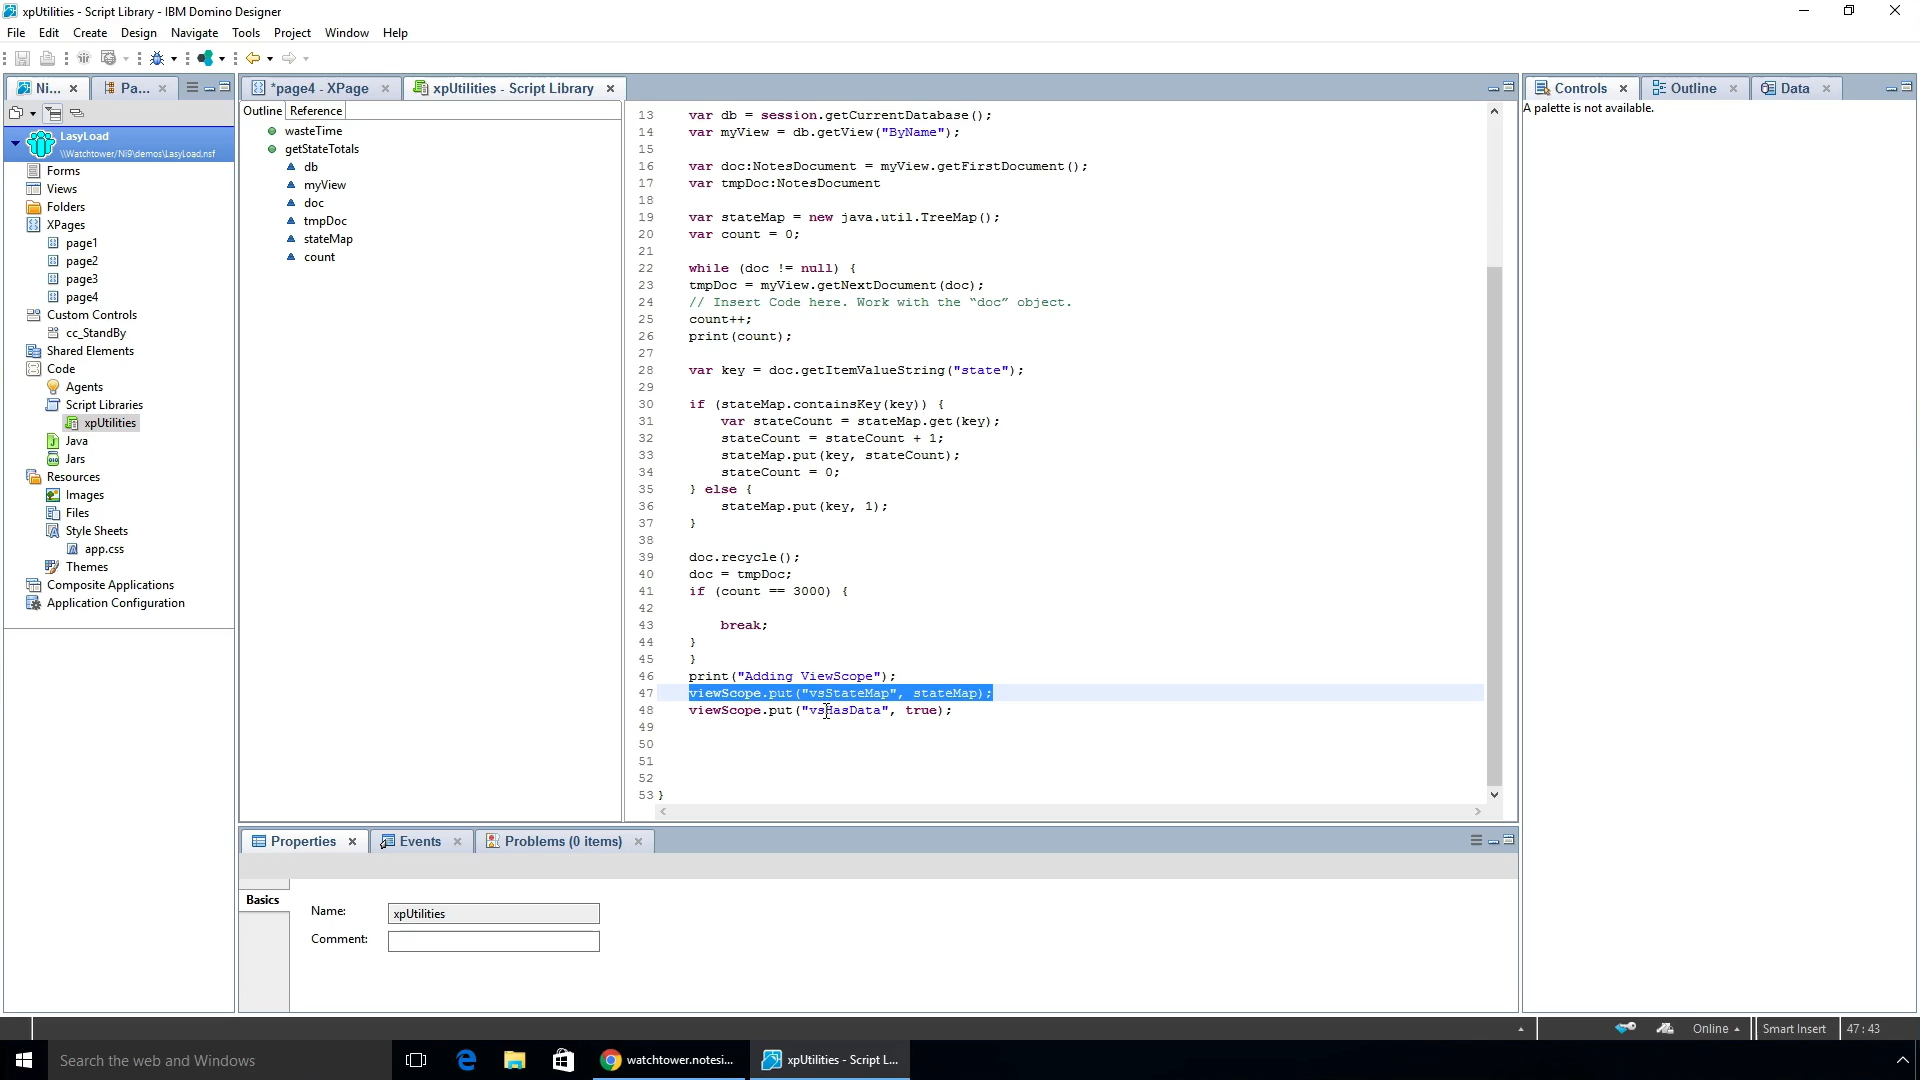 xpUtilities - Script Library - IBM Domino Designer
File Edit Create Design Navigate Tools Project Window Help
Ni... Pa...
LasyLoad
\\Watchtower/Ni9\demos\LasyLoad.nsf
Forms
Views
Folders
XPages
page1
page2
page3
page4
Custom Controls
cc_StandBy
Shared Elements
Code
Agents
Script Libraries
xpUtilities
Java
Jars
Resources
Images
Files
Style Sheets
app.css
Themes
Composite Applications
Application Configuration
*page4 - XPage xpUtilities - Script Library
Outline Reference
wasteTime
getStateTotals
db
myView
doc
tmpDoc
stateMap
count
13 var db = session.getCurrentDatabase();
14 var myView = db.getView("ByName");
15
16 var doc:NotesDocument = myView.getFirstDocument();
17 var tmpDoc:NotesDocument
18
19 var stateMap = new java.util.TreeMap();
20 var count = 0;
21
22 while (doc != null) {
23 tmpDoc = myView.getNextDocument(doc);
24 // Insert Code here. Work with the “doc” object.
25 count++;
26 print(count);
27
28 var key = doc.getItemValueString("state");
29
30 if (stateMap.containsKey(key)) {
31 var stateCount = stateMap.get(key);
32 stateCount = stateCount + 1;
33 stateMap.put(key, stateCount);
34 stateCount = 0;
35 } else {
36 stateMap.put(key, 1);
37 }
38
39 doc.recycle();
40 doc = tmpDoc;
41 if (count == 3000) {
42
43 break;
44 }
45 }
46 print("Adding ViewScope");
47 viewScope.put("vsStateMap", stateMap);
48 viewScope.put("vsHasData", true);
49
50
51
52
53 }
Controls Outline Data
A palette is not available.
Properties Events Problems (0 items)
Basics
Name: xpUtilities
Comment:
Online Smart Insert 47 : 43
Search the web and Windows
watchtower.notesi... xpUtilities - Script L...